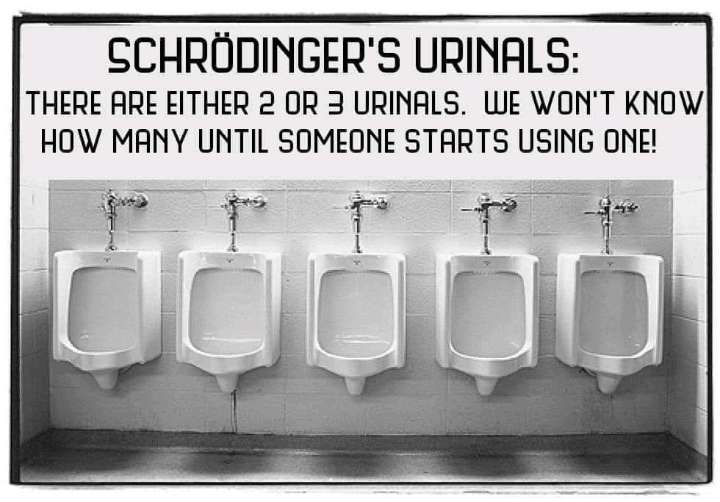 SCHRÖDINGER'S URINALS:
THERE ARE EITHER 2 OR 3 URINALS. WE WON'T KNOW
HOW MANY UNTIL SOMEONE STARTS USING ONE!